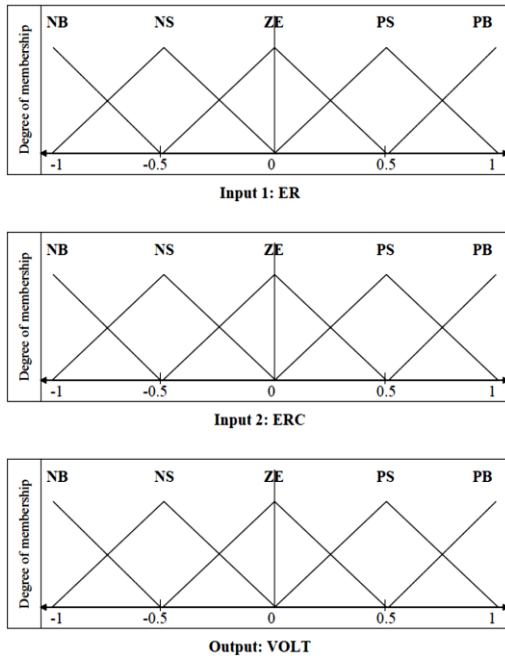 NB NS ZE PS PB
Degree of membership
-1 -0.5 0 0.5 1
Input 1: ER
NB NS ZE PS PB
Degree of membership
-1 -0.5 0 0.5 1
Input 2: ERC
NB NS ZE PS PB
Degree of membership
-1 -0.5 0 0.5 1
Output: VOLT